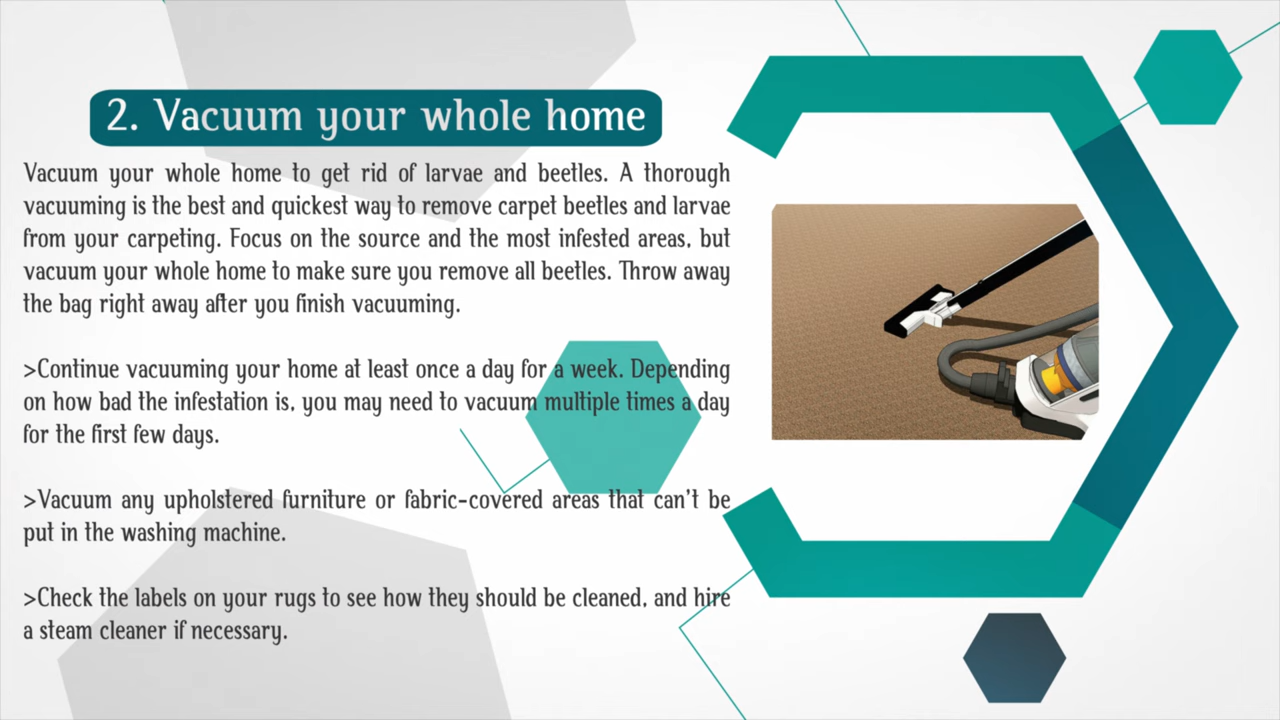 2. Vacuum your whole home
Vacuum your whole home to get rid of larvae and beetles. A thorough
vacuuming is the best and quickest way to remove carpet beetles and larvae
from your carpeting. Focus on the source and the most infested areas, but
vacuum your whole home to make sure you remove all beetles. Throw away
the bag right away after you finish vacuuming.
>Continue vacuuming your home at least once a day for a week. Depending
on how bad the infestation is, you may need to vacuum multiple times a day
for the first few days.
>Vacuum any upholstered furniture or fabric-covered areas that can't be
put in the washing machine.
>Check the labels on your rugs to see how they should be cleaned, and hire
a steam cleaner if necessary.